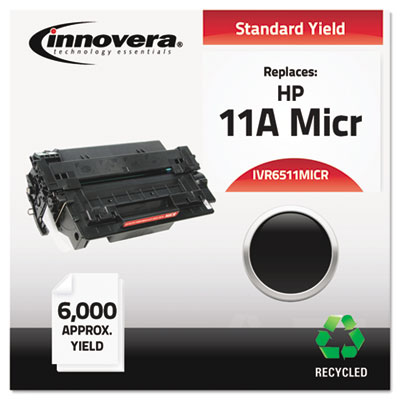 innovera
technology essentials
Standard Yield
Replaces:
HP
11A Micr
IVR6511MICR
6,000
APPROX.
YIELD
RECYCLED